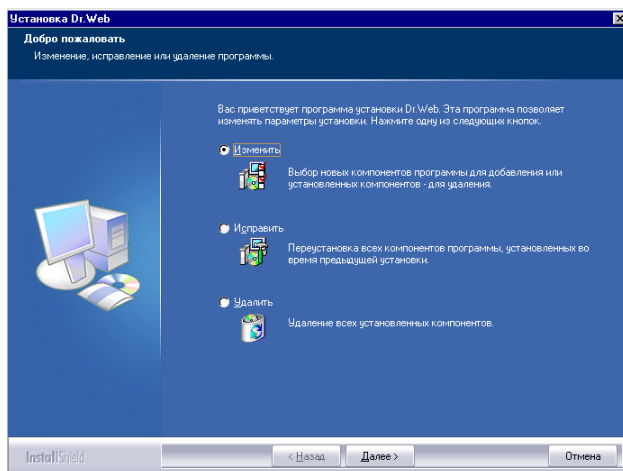 Установка Dr.Web
Добро пожаловать
Изменение, исправление или удаление программы.
Вас приветствует программа установки Dr.Web. Эта программа позволяет
изменять параметры установки. Нажмите одну из следующих кнопок.
Изменить
Выбор новых компонентов программы для добавления или
установленных компонентов - для удаления.
Исправить
Переустановка всех компонентов программы, установленных во
время предыдущей установки.
Удалить
Удаление всех установленных компонентов.
InstallShield
< Назад
Далее >
Отмена